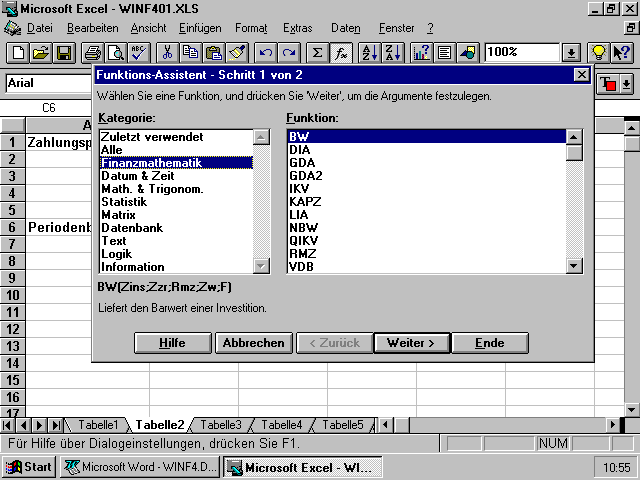 Microsoft Excel - WINF401.XLS
Datei Bearbeiten Ansicht Einfügen Format Extras Daten Fenster ?
ABC Σ fx A Z Z A 100% ?
Arial T
C6
Funktions-Assistent - Schritt 1 von 2
Wählen Sie eine Funktion, und drücken Sie 'Weiter', um die Argumente festzulegen.
Kategorie:
Zuletzt verwendet
Alle
Finanzmathematik
Datum & Zeit
Math. & Trigonom.
Statistik
Matrix
Datenbank
Text
Logik
Information
Funktion:
BW
DIA
GDA
GDA2
IKV
KAPZ
LIA
NBW
QIKV
RMZ
VDB
BW(Zins;Zzr;Rmz;Zw;F)
Liefert den Barwert einer Investition.
Hilfe Abbrechen < Zurück Weiter > Ende
A
1 Zahlungsp
2
3
4
5
6 Periodenb
7
8
9
10
11
12
13
14
15
16
17
Tabelle1 Tabelle2 Tabelle3 Tabelle4 Tabelle5
Für Hilfe über Dialogeinstellungen, drücken Sie F1. NUM
Start Microsoft Word - WINF4.D... Microsoft Excel - WI... 10:55